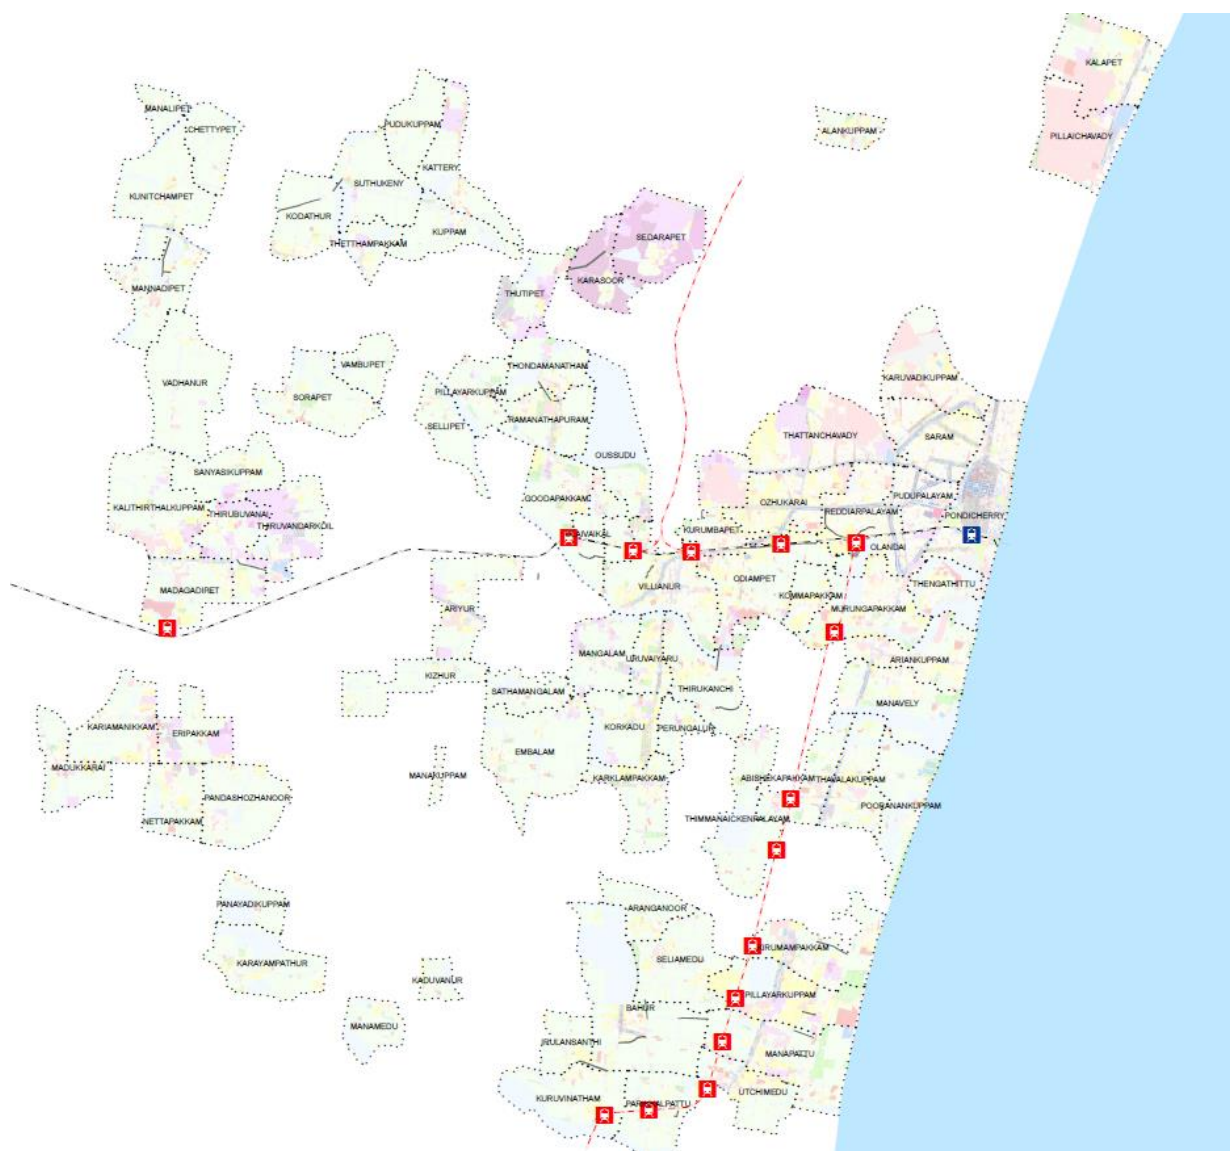 KALAPET
MANALIPET
PUDUKUPPAM
CHETTYPET
ALANKUPPAM
PILLAICHAVADY
KATTERY
SUTHUKENY
KUNITCHAMPET
KODATHUR
KUPPAM
SEDARAPET
THETTHAMPAKKAM
KARASOOR
MANNADIPET
THUTIPET
VAMBUPET
THONDAMANATHAM
KARUVADIKUPPAM
VADHANUR
PILLAYARKUPPAM
SORAPET
RAMANATHAPURAM
SELLIPET
THATTANCHAVADY
SARAM
OUSSUDU
SANYASIKUPPAM
GOODAPAKKAM
PUDUPALAYAM
OZHUKARAI
KALITHIRTHALKUPPAM
THIRUBUVANAI
REDDIARPALAYAM
PONDICHERRY
THIRUVANDARKOIL
KURUMBAPET
OLANDAI
MADAGADIPET
VILLIANUR
ODIAMPET
THENGATHITTU
KOMMAPAKKAM
ARIYUR
MURUNGAPAKKAM
MANGALAM
URUVAIYARU
ARIANKUPPAM
KIZHUR
SATHAMANGALAM
THIRUKANCHI
MANAVELY
KARIAMANIKKAM
ERIPAKKAM
KORKADU
PERUNGALUR
EMBALAM
MADUKKARAI
MANAKUPPAM
KARKLAMPAKKAM
ABISHEKAPAKKAM
THAVALAKUPPAM
PANDASHOZHANOOR
POORANANKUPPAM
NETTAPAKKAM
THIMMANAICKENPALAYAM
PANAYADIKUPPAM
ARANGANOOR
KIRUMAMPAKKAM
KARAYAMPATHUR
SELIAMEDU
KADUVANUR
PILLAYARKUPPAM
BAHUR
MANAMEDU
IRULANSANTHI
MANAPATTU
UTCHIMEDU
KURUVINATHAM